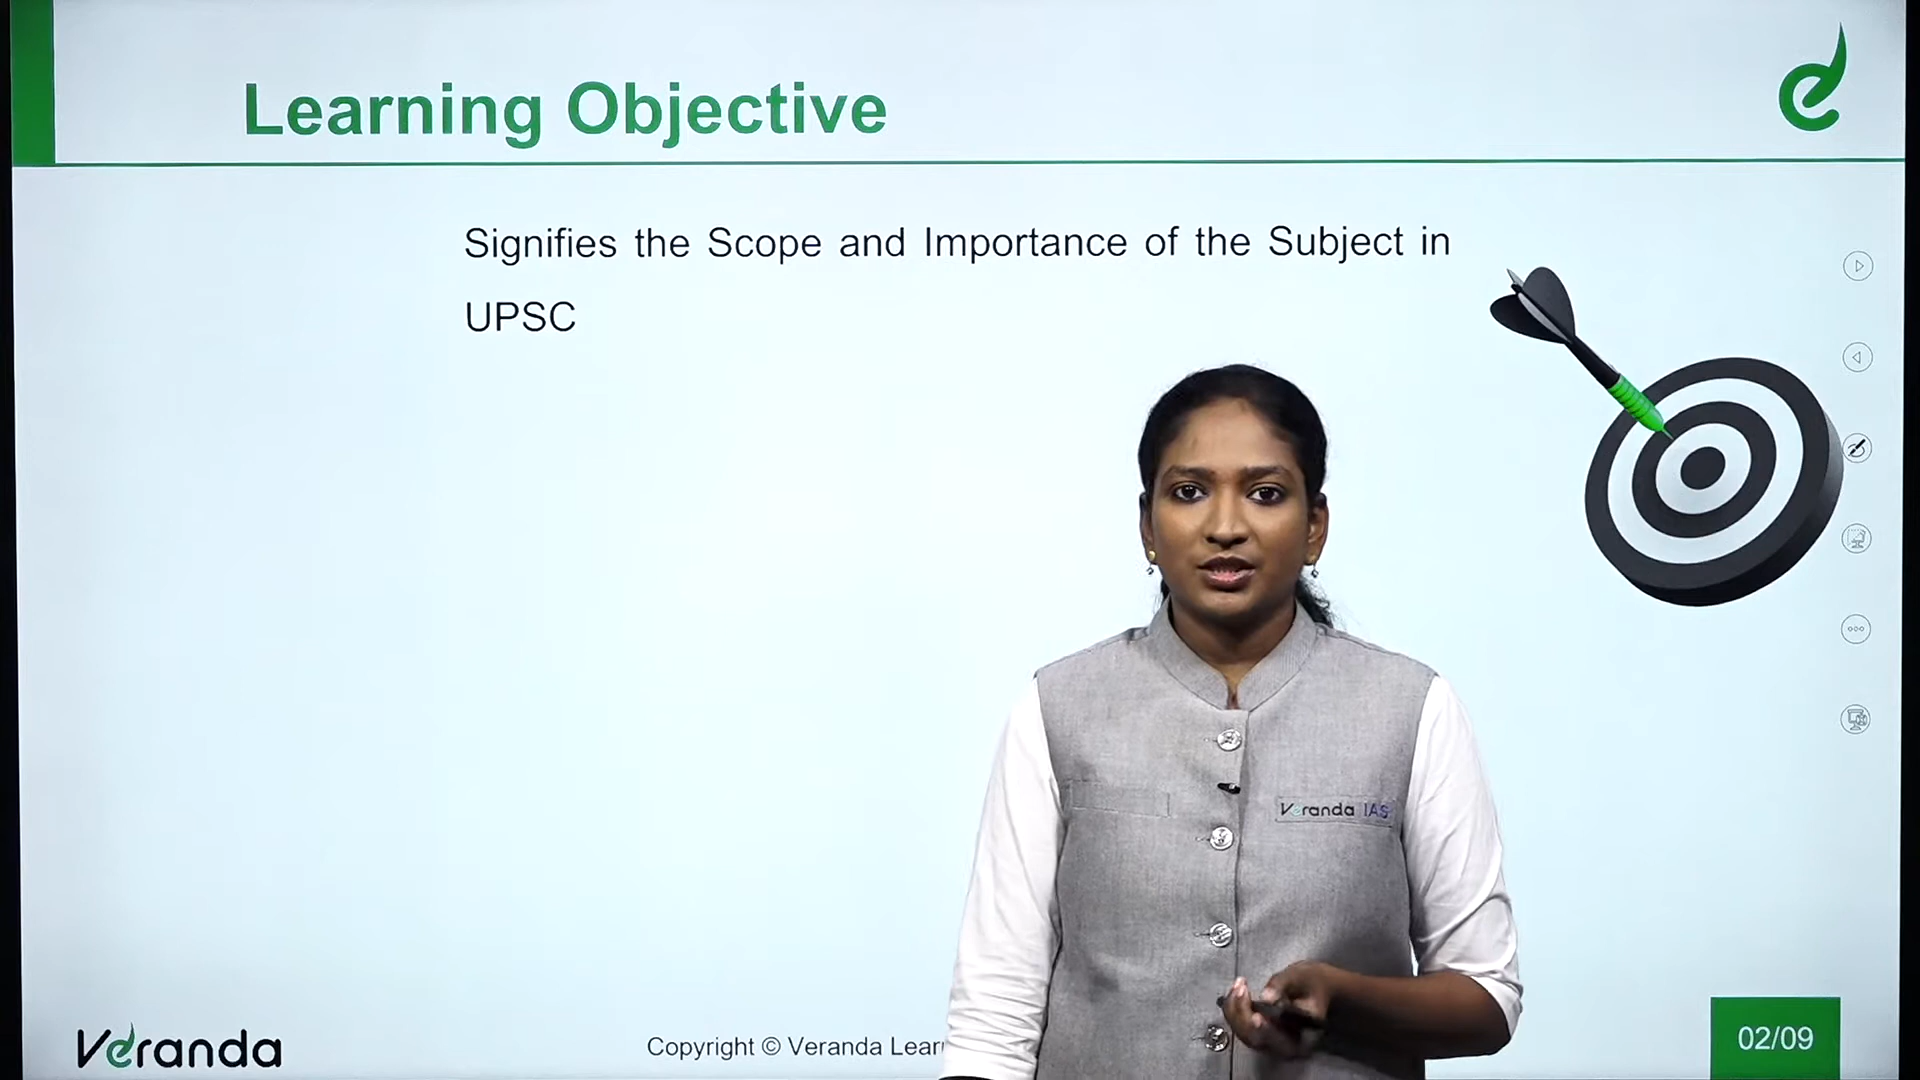 Learning Objective
Signifies the Scope and Importance of the Subject in
UPSC
Veranda IAS
Veranda
Copyright © Veranda Lear
02/09